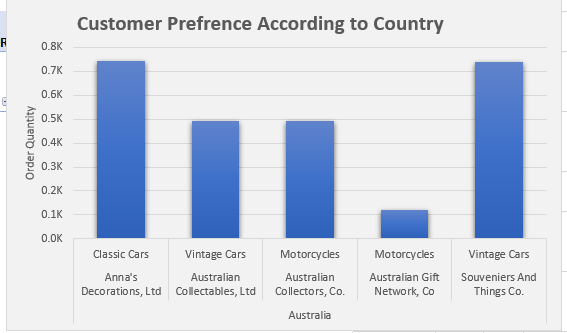 Customer Prefrence According to Country
R
0.8K
0.7K
0.6K
0.5K
0.4K
0.3K
0.2K
0.1K
0.0K
Order Quantity
Classic Cars Vintage Cars Motorcycles Motorcycles Vintage Cars
Anna's Australian Australian Australian Gift Souveniers And
Decorations, Ltd Collectables, Ltd Collectors, Co. Network, Co Things Co.
Australia